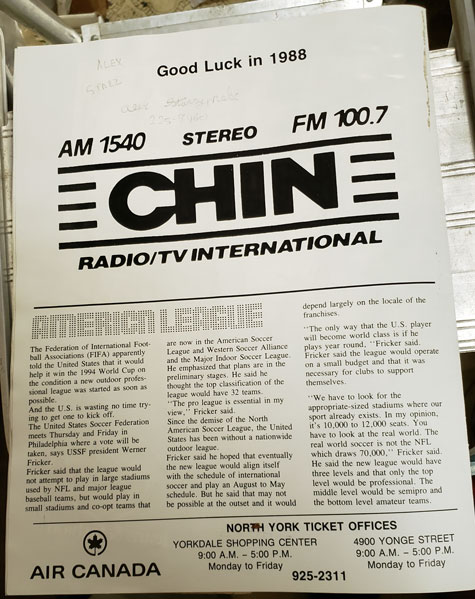 Good Luck in 1988
ALEX
AM 1540 STEREO FM 100.7
CHIN
RADIO/TV INTERNATIONAL
AMERICA LEAGUE
The Federation of International Foot-
ball Associations (FIFA) apparently
told the United States that it would
help it win the 1994 World Cup on
the condition a new outdoor profes-
sional league was started as soon as
possible.
And the U.S. is wasting no time try-
ing to get one to kick off.
The United States Soccer Federation
meets Thursday and Friday in
Philadelphia where a vote will be
taken, says USSF president Werner
Fricker.
Fricker said that the league would
not attempt to play in large stadiums
used by NFL and major league
baseball teams, but would play in
small stadiums and co-opt teams that
are now in the American Soccer
League and Western Soccer Alliance
and the Major Indoor Soccer League.
He emphasized that plans are in the
preliminary stages. He said he
thought the top classification of the
league would have 32 teams.
"The pro league is essential in my
view," Fricker said.
Since the demise of the North
American Soccer League, the United
States has been without a nationwide
outdoor league.
Fricker said he hoped that eventually
the new league would align itself
with the schedule of international
soccer and play an August to May
schedule. But he said that may not
be possible at the outset and it would
depend largely on the locale of the
franchises.
"The only way that the U.S. player
will become world class is if he
plays year round, "Fricker said.
Fricker said the league would operate
on a small budget and that it was
necessary for clubs to support
themselves.
"We have to look for the
appropriate-sized stadiums where our
sport already exists. In my opinion,
it's 10,000 to 12,000 seats. You
have to look at the real world. The
real world soccer is not the NFL
which draws 70,000," Fricker said.
He said the new league would have
three levels and that only the top
level would be professional. The
middle level would be semipro and
the bottom level amateur teams.
AIR CANADA
NORTH YORK TICKET OFFICES
YORKDALE SHOPPING CENTER
9:00 A.M. – 5:00 P.M.
Monday to Friday
4900 YONGE STREET
9:00 A.M. – 5:00 P.M.
Monday to Friday
925-2311